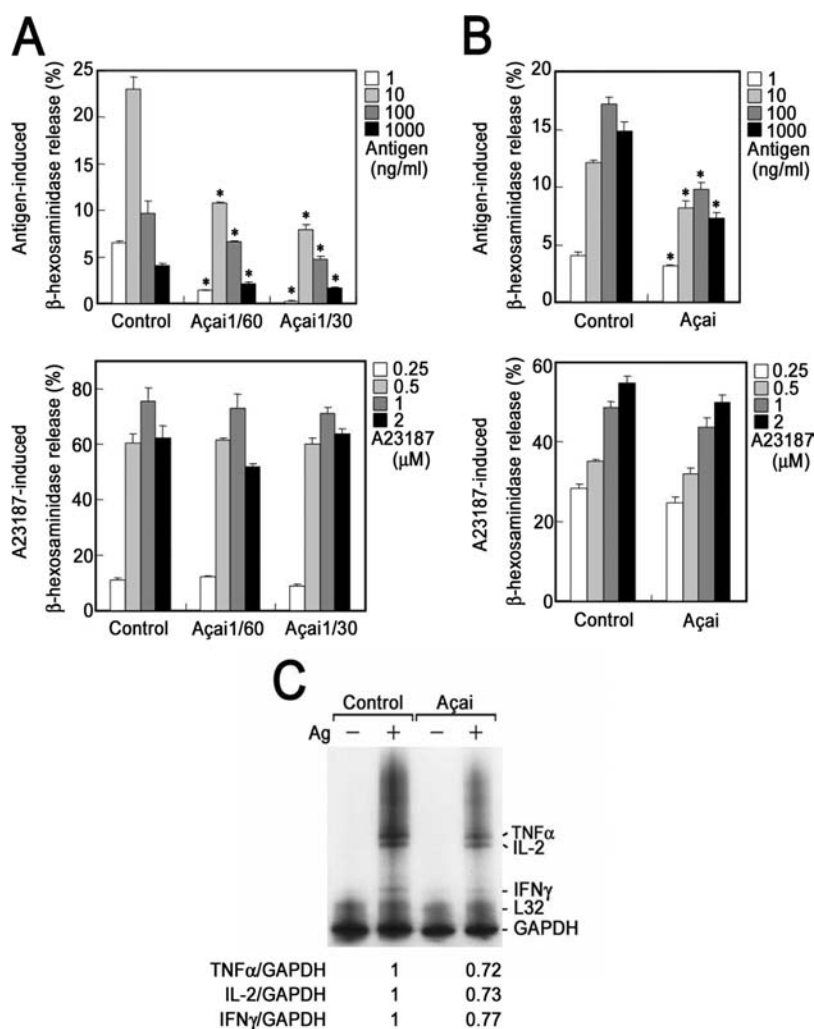 A
Antigen-induced
β-hexosaminidase release (%)
25
20
15
10
5
0
1
10
100
1000
Antigen
(ng/ml)
* * * * * * * *
Control Açai1/60 Açai1/30
A23187-induced
β-hexosaminidase release (%)
80
60
40
20
0
0.25
0.5
1
2
A23187
(μM)
Control Açai1/60 Açai1/30
B
Antigen-induced
β-hexosaminidase release (%)
20
15
10
5
0
1
10
100
1000
Antigen
(ng/ml)
* * * *
Control Açai
A23187-induced
β-hexosaminidase release (%)
60
40
20
0
0.25
0.5
1
2
A23187
(μM)
Control Açai
C
Control Açai
Ag − + − +
TNFα
IL-2
IFNγ
L32
GAPDH
TNFα/GAPDH 1 0.72
IL-2/GAPDH 1 0.73
IFNγ/GAPDH 1 0.77